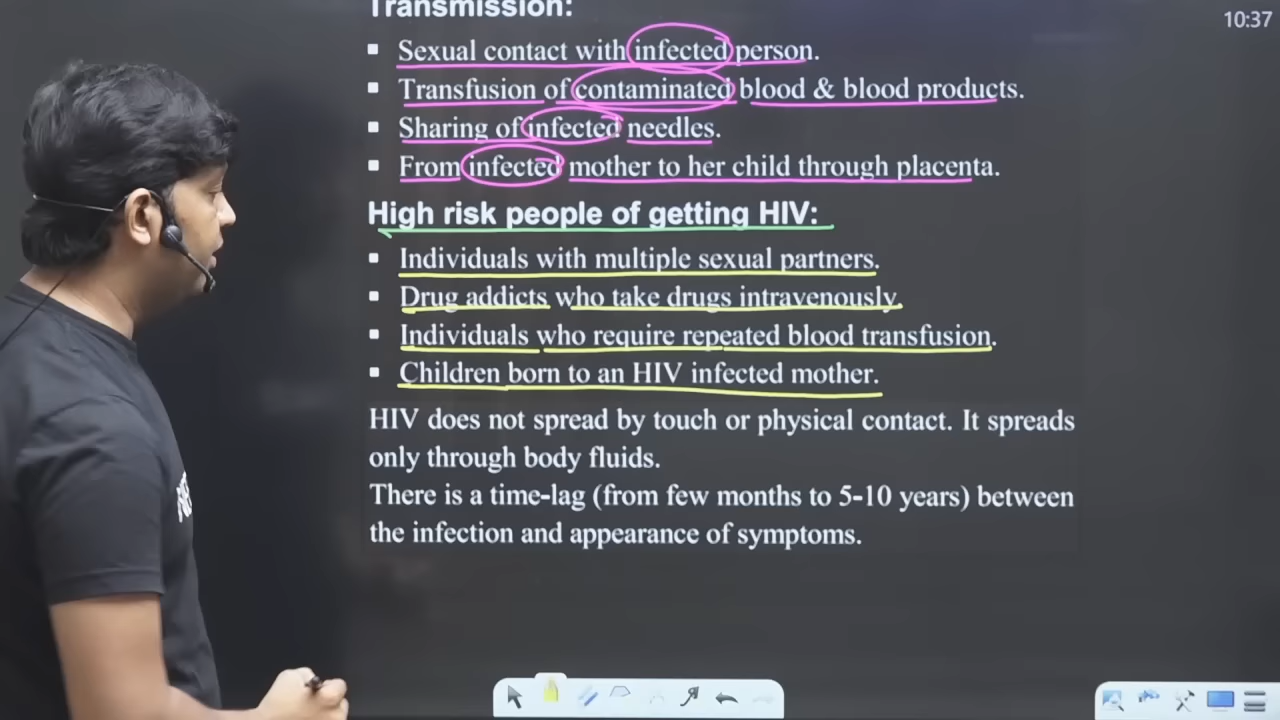 Transmission:
10:37
▪ Sexual contact with infected person.
▪ Transfusion of contaminated blood & blood products.
▪ Sharing of infected needles.
▪ From infected mother to her child through placenta.
High risk people of getting HIV:
▪ Individuals with multiple sexual partners.
▪ Drug addicts who take drugs intravenously.
▪ Individuals who require repeated blood transfusion.
▪ Children born to an HIV infected mother.
HIV does not spread by touch or physical contact. It spreads
only through body fluids.
There is a time-lag (from few months to 5-10 years) between
the infection and appearance of symptoms.